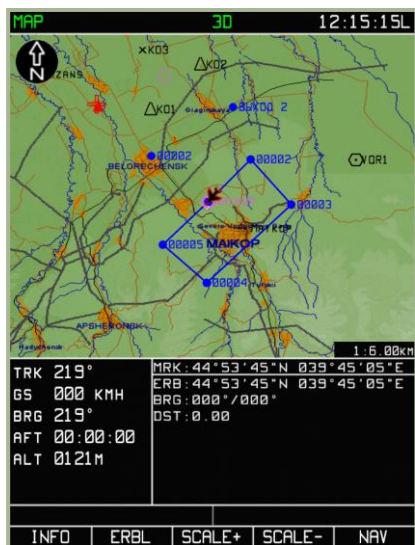 MAP 3D 12:15:15L
×K03
K02
ZANS
N
K01
Giaginskaya
ВЫХОД 2
00002
00002
VOR1
BELORECHENSK
00003
00005
MAIKOP
00004
Tulski
APSHERONSK
1:6.00KM
TRK 219°
GS 000 KMH
BRG 219°
AFT 00:00:00
ALT 0121M
MRK:44°53'45"N 039°45'05"E
ERB:44°53'45"N 039°45'05"E
BRG:000°/000°
DST:0.00
INFO ERBL SCALE+ SCALE- NAV